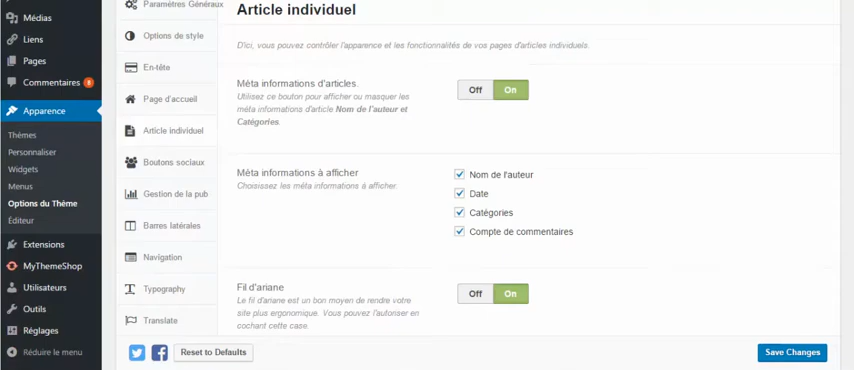 Médias
Liens
Pages
Commentaires
Apparence
Thèmes
Personnaliser
Widgets
Menus
Options du Thème
Éditeur
Extensions
MyThemeShop
Utilisateurs
Outils
Réglages
Réduire le menu
Paramètres Généraux
Options de style
En-tête
Page d'accueil
Article individuel
Boutons sociaux
Gestion de la pub
Barres latérales
Navigation
Typography
Translate
Article individuel
D'ici, vous pouvez contrôler l'apparence et les fonctionnalités de vos pages d'articles individuels.
Méta informations d'articles.
Utilisez ce bouton pour afficher ou masquer les
méta informations d'article Nom de l'auteur et
Catégories.
Off On
Méta informations à afficher
Choisissez les méta informations à afficher.
Nom de l'auteur
Date
Catégories
Compte de commentaires
Fil d'ariane
Le fil d'ariane est un bon moyen de rendre votre
site plus ergonomique. Vous pouvez l'autoriser en
cochant cette case.
Off On
Reset to Defaults
Save Changes